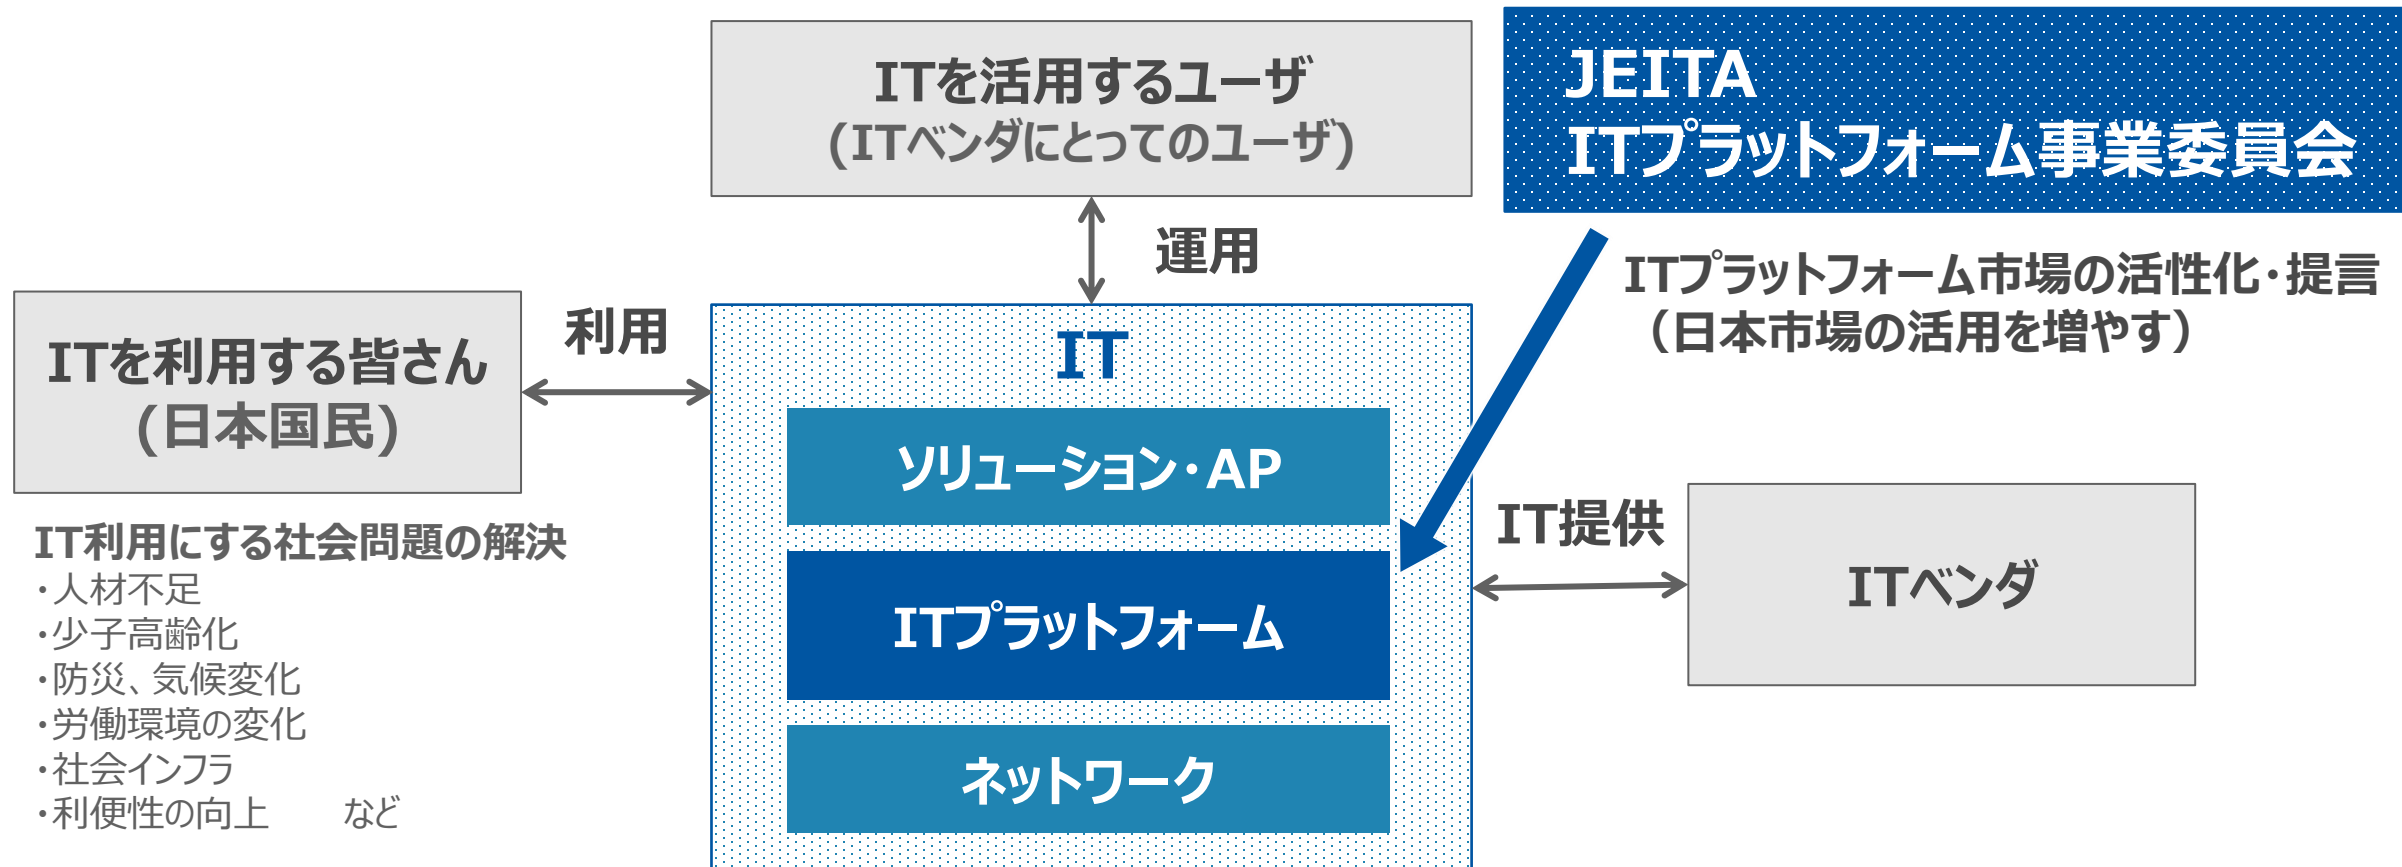 ITを活用するユーザ
(ITベンダにとってのユーザ)
JEITA
ITプラットフォーム事業委員会
運用
ITプラットフォーム市場の活性化・提言
（日本市場の活用を増やす）
ITを利用する皆さん
(日本国民)
利用
IT
ソリューション・AP
ITプラットフォーム
ネットワーク
IT提供
ITベンダ
IT利用にする社会問題の解決
・人材不足
・少子高齢化
・防災、気候変化
・労働環境の変化
・社会インフラ
・利便性の向上　　など